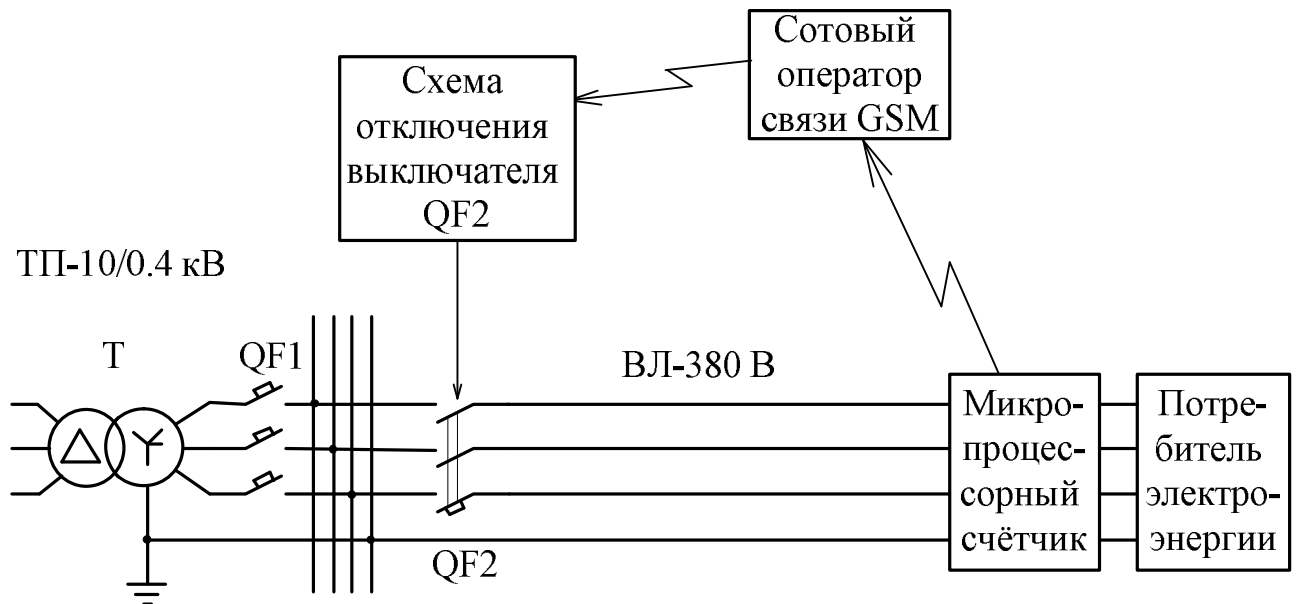 Сотовый
оператор
связи GSM
Схема
отключения
выключателя
QF2
ТП-10/0.4 кВ
Т
QF1
ВЛ-380 В
Микро-
процес-
сорный
счётчик
Потре-
битель
электро-
энергии
QF2